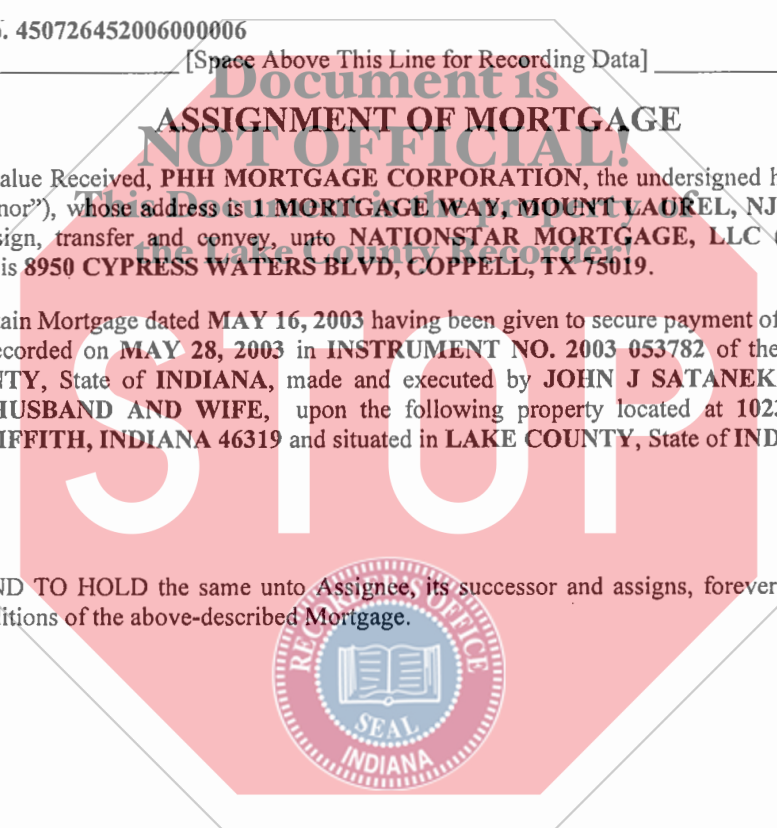 . 450726452006000006
[Space Above This Line for Recording Data]
Document is
ASSIGNMENT OF MORTGAGE
NOT OFFICIAL!
alue Received, PHH MORTGAGE CORPORATION, the undersigned h
This Document is the property of
nor”), whose address is 1 MORTGAGE WAY, MOUNT LAUREL, NJ
sign, transfer and convey, unto NATIONSTAR MORTGAGE, LLC (
the Lake County Recorder!
is 8950 CYPRESS WATERS BLVD, COPPELL, TX 75019.
tain Mortgage dated MAY 16, 2003 having been given to secure payment of
ecorded on MAY 28, 2003 in INSTRUMENT NO. 2003 053782 of the
NTY, State of INDIANA, made and executed by JOHN J SATANEK
HUSBAND AND WIFE, upon the following property located at 102
IFFITH, INDIANA 46319 and situated in LAKE COUNTY, State of IND
STOP
ND TO HOLD the same unto Assignee, its successor and assigns, forever
ditions of the above-described Mortgage.
RECORDER'S OFFICE
SEAL
INDIANA